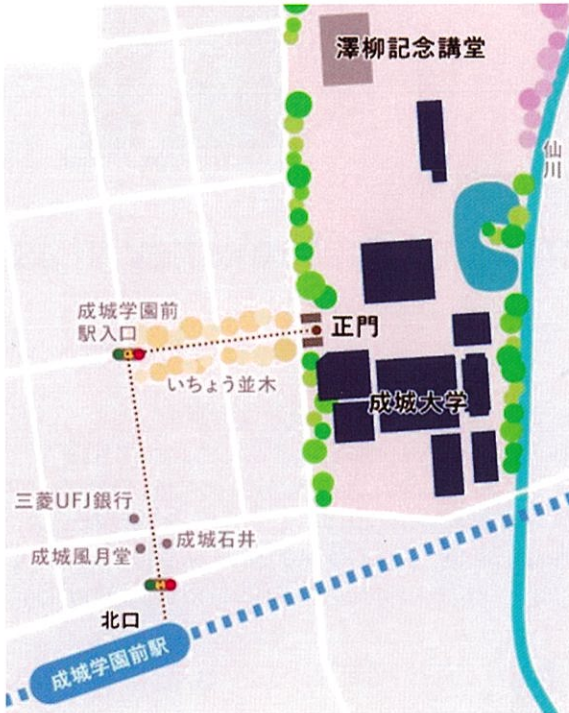 澤柳記念講堂
仙川
成城学園前
駅入口
正門
いちょう並木
成城大学
三菱UFJ銀行
成城石井
成城風月堂
北口
成城学園前駅